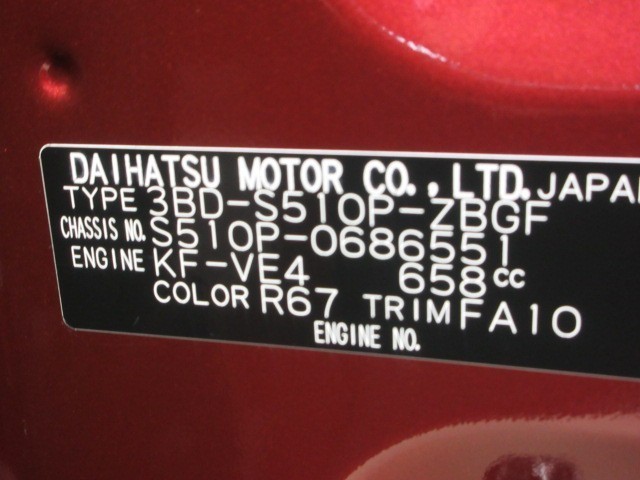 DAIHATSU MOTOR CO., LTD. JAPAN
TYPE 3BD-S510P-ZBGF
CHASSIS NO. S510P-0686551
ENGINE KF-VE4 658cc
COLOR R67 TRIM FA10
ENGINE NO.